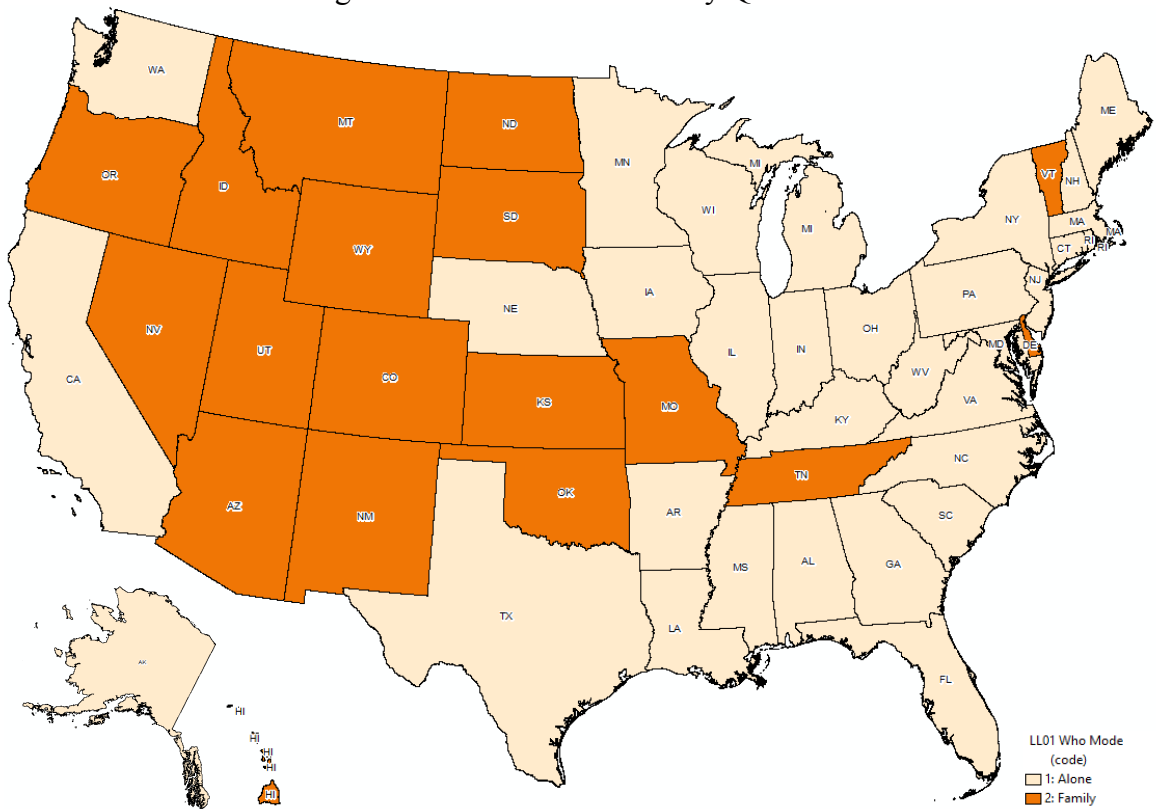 WA
ME
MT
ND
MN
OR
MI
VT
ID
NH
SD
WI
NY
MA
MI
MA
WY
CT
RI
RI
IA
NJ
NE
PA
NV
OH
UT
IL
IN
MD
DE
CO
WV
CA
KS
MO
VA
KY
NC
TN
OK
AZ
NM
AR
SC
AL
GA
MS
TX
LA
AK
FL
HI
HI
HI
HI
HI
LL01 Who Mode
(code)
1: Alone
2: Family